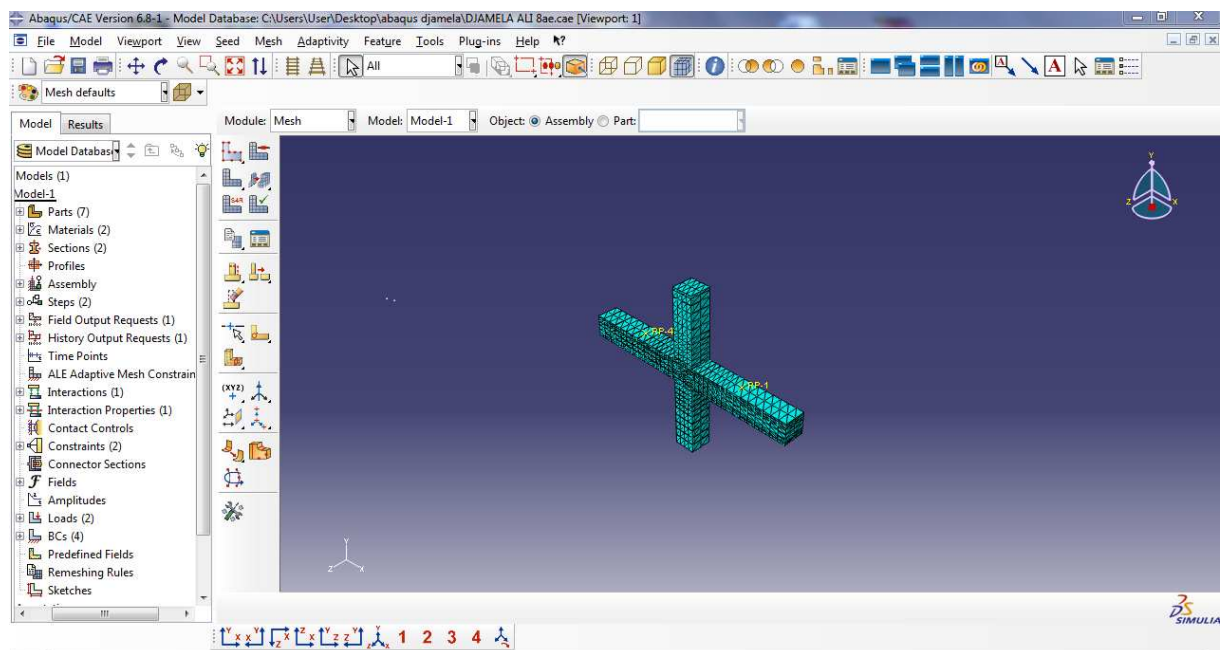 Abaqus/CAE Version 6.8-1 - Model Database: C:\Users\User\Desktop\abaqus djamela\DJAMELA ALI 8ae.cae [Viewport: 1]
File Model Viewport View Seed Mesh Adaptivity Feature Tools Plug-ins Help
All
A
A
Mesh defaults
Model Results
Module: Mesh Model: Model-1 Object: Assembly Part:
Model Databas
Models (1)
Model-1
Parts (7)
Materials (2)
Sections (2)
Profiles
Assembly
Steps (2)
Field Output Requests (1)
History Output Requests (1)
Time Points
ALE Adaptive Mesh Constrain
Interactions (1)
Interaction Properties (1)
Contact Controls
Constraints (2)
Connector Sections
Fields
Amplitudes
Loads (2)
BCs (4)
Predefined Fields
Remeshing Rules
Sketches
S4R
(XYZ)
Y
Z X
RP-4
RP-1
Y
Z X
SIMULIA
1 2 3 4